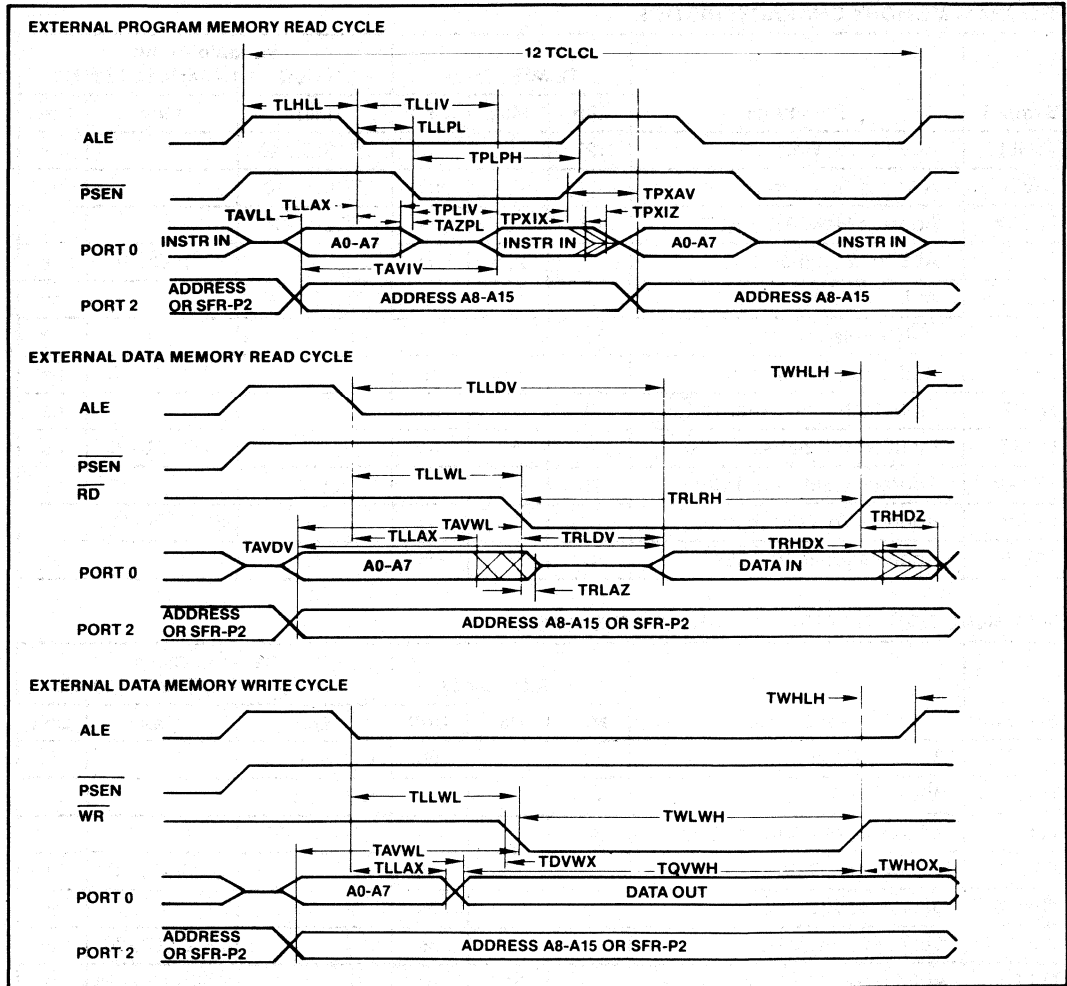 EXTERNAL PROGRAM MEMORY READ CYCLE
12 TCLCL
TLHLL
TLLIV
ALE
TLLPL
TPLPH
PSEN
TPXAV
TAVLL
TLLAX
TPLIV
TPXIX
TPXIZ
TAZPL
PORT 0
INSTR IN
A0-A7
INSTR IN
A0-A7
INSTR IN
TAVIV
PORT 2
ADDRESS
OR SFR-P2
ADDRESS A8-A15
ADDRESS A8-A15
EXTERNAL DATA MEMORY READ CYCLE
TWHLH
TLLDV
ALE
PSEN
TLLWL
RD
TRLRH
TAVWL
TRHDZ
TLLAX
TRLDV
TAVDV
TRHDX
PORT 0
A0-A7
DATA IN
TRLAZ
PORT 2
ADDRESS
OR SFR-P2
ADDRESS A8-A15 OR SFR-P2
EXTERNAL DATA MEMORY WRITE CYCLE
TWHLH
ALE
PSEN
TLLWL
WR
TWLWH
TAVWL
TDVWX
TLLAX
TQVWH
TWHOX
PORT 0
A0-A7
DATA OUT
PORT 2
ADDRESS
OR SFR-P2
ADDRESS A8-A15 OR SFR-P2